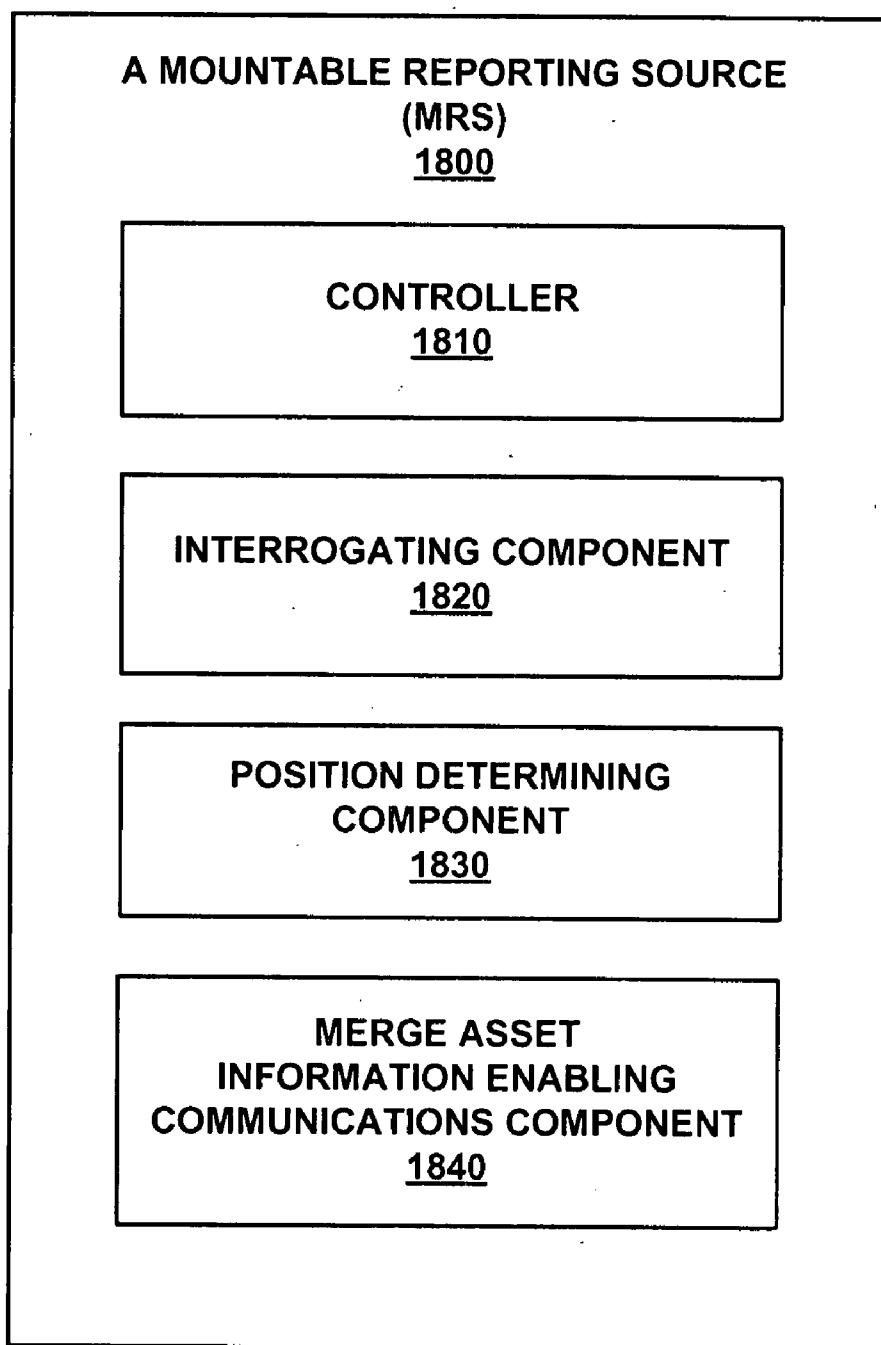 A MOUNTABLE REPORTING SOURCE
(MRS)
1800
CONTROLLER
1810
INTERROGATING COMPONENT
1820
POSITION DETERMINING
COMPONENT
1830
MERGE ASSET
INFORMATION ENABLING
COMMUNICATIONS COMPONENT
1840